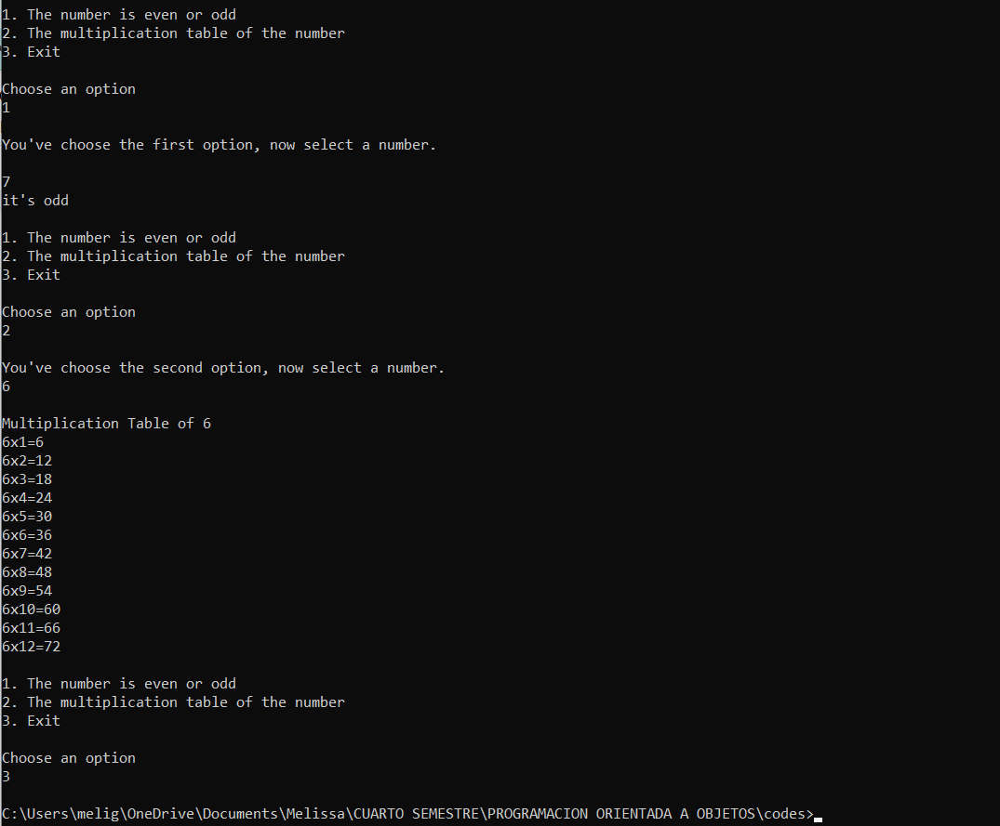 1. The number is even or odd
2. The multiplication table of the number
3. Exit
Choose an option
1
You've choose the first option, now select a number.
7
it's odd
1. The number is even or odd
2. The multiplication table of the number
3. Exit
Choose an option
2
You've choose the second option, now select a number.
6
Multiplication Table of 6
6x1=6
6x2=12
6x3=18
6x4=24
6x5=30
6x6=36
6x7=42
6x8=48
6x9=54
6x10=60
6x11=66
6x12=72
1. The number is even or odd
2. The multiplication table of the number
3. Exit
Choose an option
3
C:\Users\melig\OneDrive\Documents\Melissa\CUARTO SEMESTRE\PROGRAMACION ORIENTADA A OBJETOS\codes>